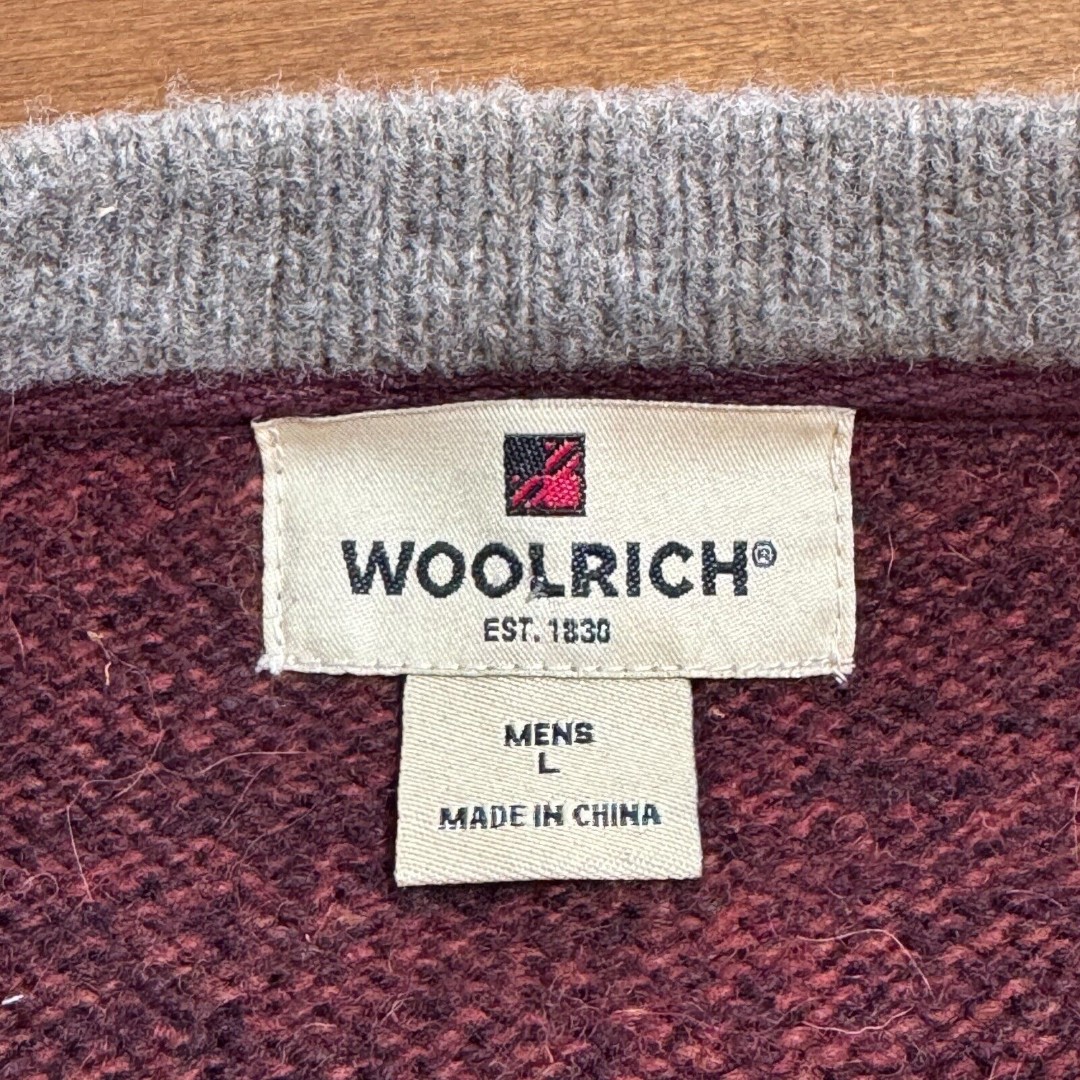 WOOLRICH®
EST. 1830
MENS
L
MADE IN CHINA